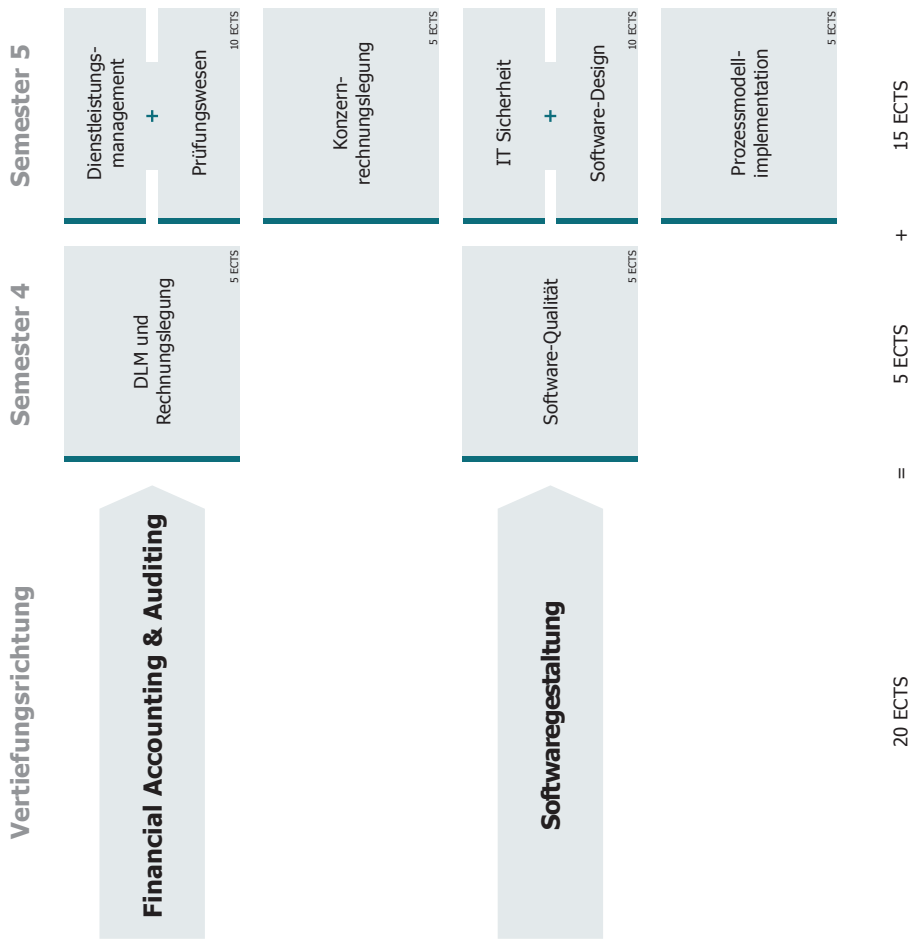 Vertiefungsrichtung
Semester 4
Semester 5
Financial Accounting & Auditing
DLM und
Rechnungslegung
5 ECTS
Dienstleistungs-
management
+
Prüfungswesen
10 ECTS
Konzern-
rechnungslegung
5 ECTS
Softwaregestaltung
Software-Qualität
5 ECTS
IT Sicherheit
+
Software-Design
10 ECTS
Prozessmodell-
implementation
5 ECTS
20 ECTS
=
5 ECTS
+
15 ECTS